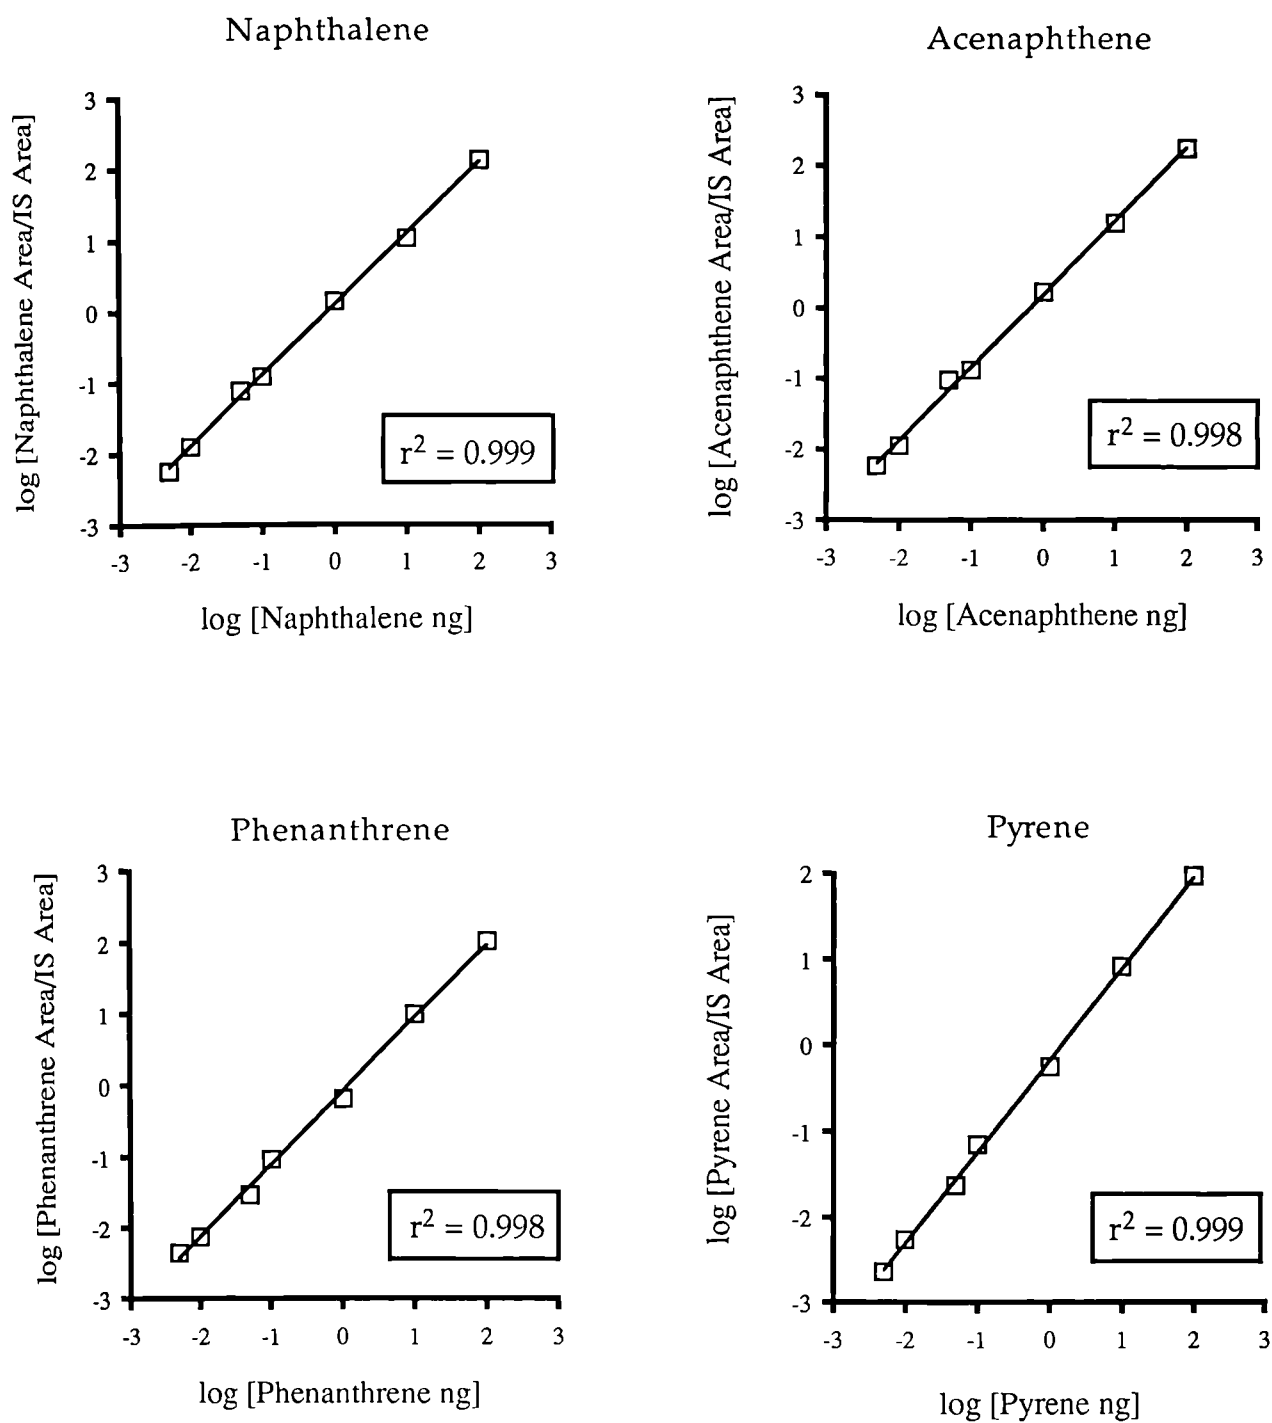 Naphthalene
log [Naphthalene Area/IS Area]
3
2
1
0
-1
-2
-3
r² = 0.999
-3 -2 -1 0 1 2 3
log [Naphthalene ng]
Acenaphthene
log [Acenaphthene Area/IS Area]
3
2
1
0
-1
-2
-3
r² = 0.998
-3 -2 -1 0 1 2 3
log [Acenaphthene ng]
Phenanthrene
log [Phenanthrene Area/IS Area]
3
2
1
0
-1
-2
-3
r² = 0.998
-3 -2 -1 0 1 2 3
log [Phenanthrene ng]
Pyrene
log [Pyrene Area/IS Area]
2
1
0
-1
-2
-3
r² = 0.999
-3 -2 -1 0 1 2 3
log [Pyrene ng]